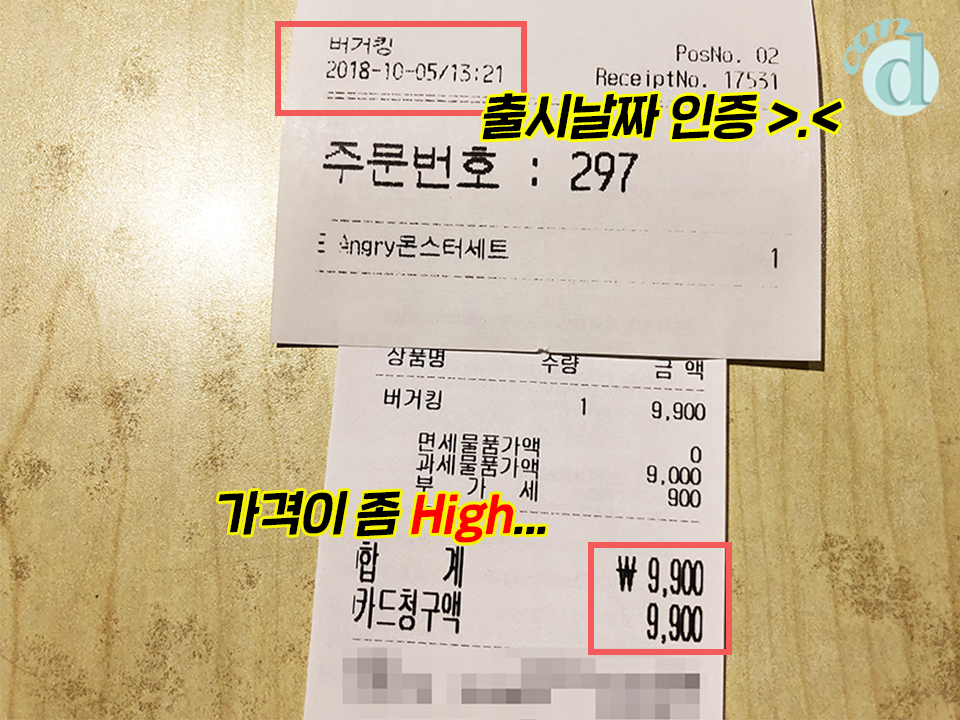 버거킹
2018-10-05/13:21
PosNo. 02
ReceiptNo. 17531
can d
출시날짜 인증 >.<
주문번호 : 297
Angry몬스터세트 1
상품명 수량 금 액
버거킹 1 9,900
면세물품가액 0
과세물품가액 9,000
부 가 세 900
가격이 좀 High...
합 계 ₩ 9,900
카드청구액 9,900